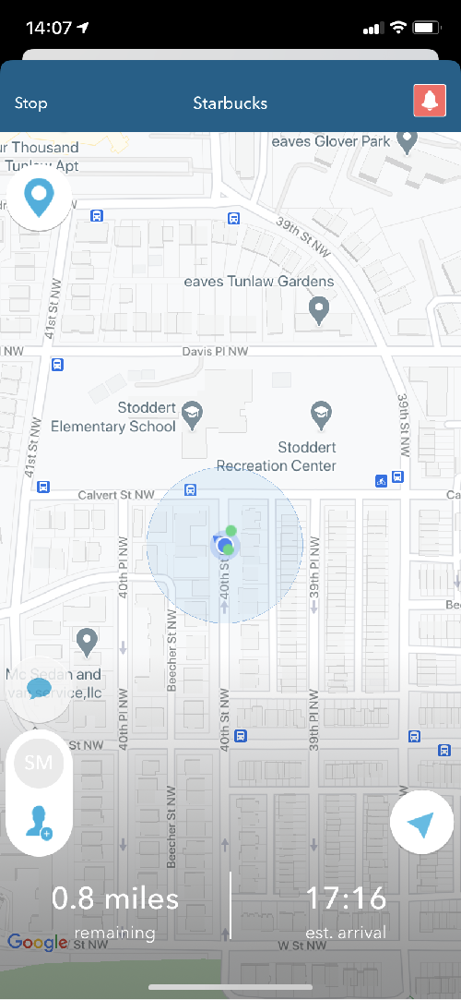 14:07
Stop
Starbucks
eaves Glover Park
ur Thousand
Tunlaw Apt
W
39th St NW
eaves Tunlaw Gardens
41st St NW
NW
Davis Pl NW
39th St NW
Stoddert
Elementary School
Stoddert
Recreation Center
41st St NW
Calvert St NW
Ca
40th Pl NW
40th St
39th Pl NW
Bee
Beecher St NW
Mc Sedan and
van service,llc
40th Pl NW
40th St NW
39th Pl NW
St NW
SM
W
Beecher St NW
0.8 miles
remaining
17:16
est. arrival
Google
St NW
W St NW